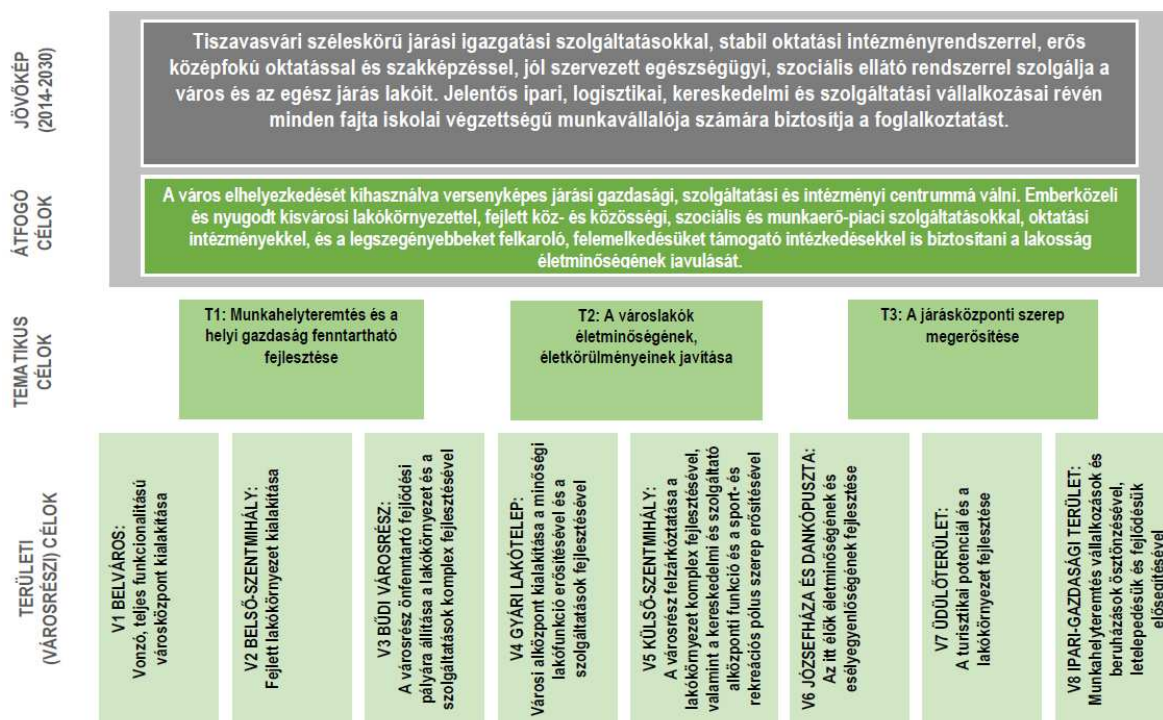 JÖVŐKÉP
(2014-2030)
Tiszavasvári széleskörű járási igazgatási szolgáltatásokkal, stabil oktatási intézményrendszerrel, erős
középfokú oktatással és szakképzéssel, jól szervezett egészségügyi, szociális ellátó rendszerrel szolgálja a
város és az egész járás lakóit. Jelentős ipari, logisztikai, kereskedelmi és szolgáltatási vállalkozásai révén
minden fajta iskolai végzettségű munkavállalója számára biztosítja a foglalkoztatást.
ÁTFOGÓ
CÉLOK
A város elhelyezkedését kihasználva versenyképes járási gazdasági, szolgáltatási és intézményi centrummá válni. Emberközeli
és nyugodt kisvárosi lakókörnyezettel, fejlett köz- és közösségi, szociális és munkaerő-piaci szolgáltatásokkal, oktatási
intézményekkel, és a legszegényebbeket felkaroló, felemelkedésüket támogató intézkedésekkel is biztosítani a lakosság
életminőségének javulását.
TEMATIKUS
CÉLOK
T1: Munkahelyteremtés és a
helyi gazdaság fenntartható
fejlesztése
T2: A városlakók
életminőségének,
életkörülményeinek javítása
T3: A járásközponti szerep
megerősítése
TERÜLETI
(VÁROSRÉSZI) CÉLOK
V1 BELVÁROS:
Vonzó, teljes funkcionalitású
városközpont kialakítása
V2 BELSŐ-SZENTMIHÁLY:
Fejlett lakókörnyezet kialakítása
V3 BŰDI VÁROSRÉSZ:
A városrész önfenntartó fejlődési
pályára állítása a lakókörnyezet és a
szolgáltatások komplex fejlesztésével
V4 GYÁRI LAKÓTELEP:
Városi alközpont kialakítása a minőségi
lakófunkció erősítésével és a
szolgáltatások fejlesztésével
V5 KÜLSŐ-SZENTMIHÁLY:
A városrész felzárkóztatása a
lakókörnyezet komplex fejlesztésével,
valamint a kereskedelmi és szolgáltató
alközponti funkció és a sport- és
rekreációs pólus szerep erősítésével
V6 JÓZSEFHÁZA ÉS DANKÓPUSZTA:
Az itt élők életminőségének és
esélyegyenlőségének fejlesztése
V7 ÜDÜLŐTERÜLET:
A turisztikai potenciál és a
lakókörnyezet fejlesztése
V8 IPARI-GAZDASÁGI TERÜLET:
Munkahelyteremtés vállalkozások és
beruházások ösztönzésével,
letelepedésük és fejlődésük
elősegítésével